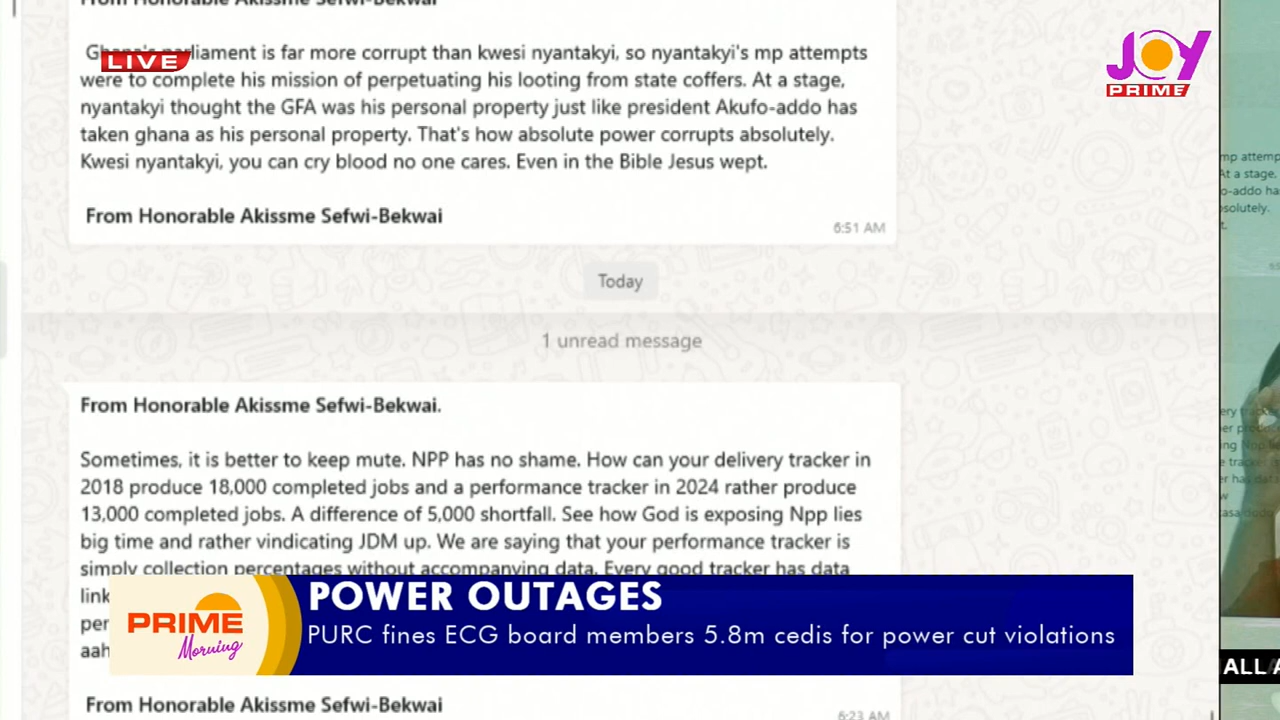 From Honorable Akissme Sefwi-Bekwai
Ghana's parliament is far more corrupt than kwesi nyantakyi, so nyantakyi's mp attempts
LIVE
were to complete his mission of perpetuating his looting from state coffers. At a stage,
nyantakyi thought the GFA was his personal property just like president Akufo-addo has
taken ghana as his personal property. That's how absolute power corrupts absolutely.
Kwesi nyantakyi, you can cry blood no one cares. Even in the Bible Jesus wept.
From Honorable Akissme Sefwi-Bekwai
6:51 AM
JOY
PRIME
Today
1 unread message
From Honorable Akissme Sefwi-Bekwai.
Sometimes, it is better to keep mute. NPP has no shame. How can your delivery tracker in
2018 produce 18,000 completed jobs and a performance tracker in 2024 rather produce
13,000 completed jobs. A difference of 5,000 shortfall. See how God is exposing Npp lies
big time and rather vindicating JDM up. We are saying that your performance tracker is
simply collection percentages without accompanying data. Every good tracker has data
link
per
aah
PRIME
Morning
POWER OUTAGES
PURC fines ECG board members 5.8m cedis for power cut violations
From Honorable Akissme Sefwi-Bekwai
6:23 AM
mp attemp
At a stage,
o-addo ha
solutely.
t.
ALL A